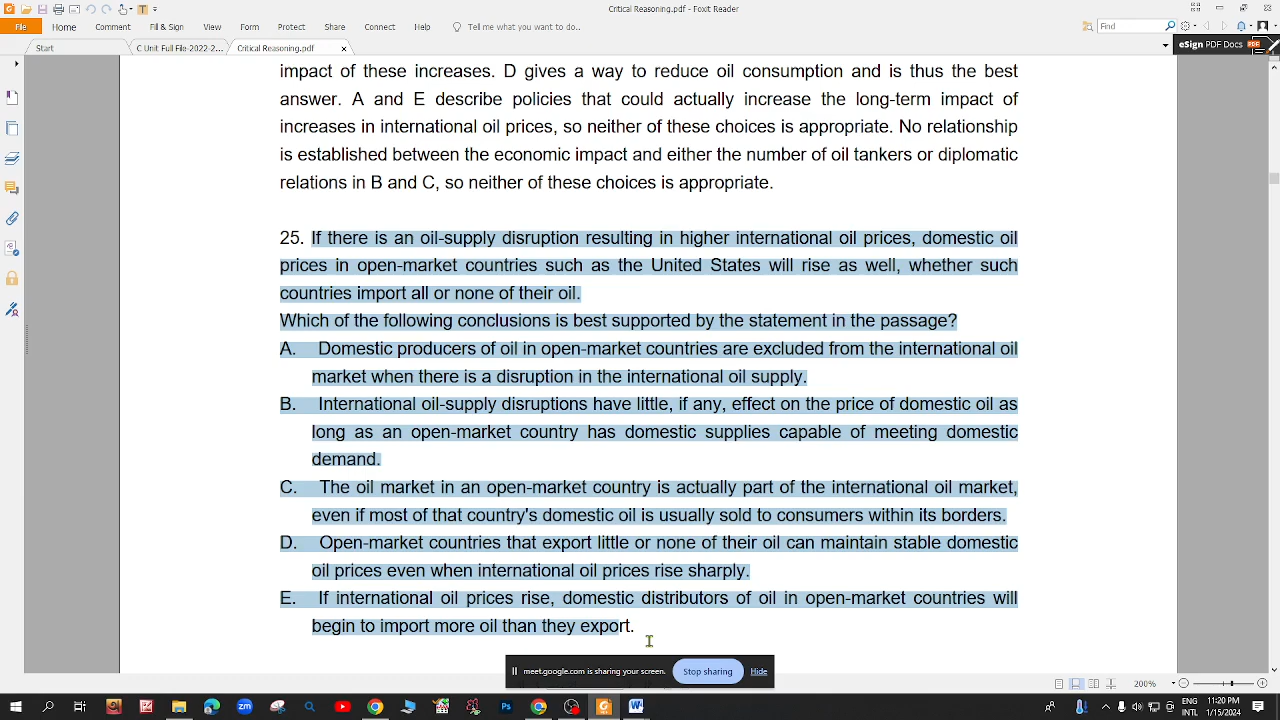 Critical Reasoning.pdf - Foxit Reader
File Home Comment Fill & Sign View Form Protect Share Connect Help Tell me what you want to do... Find
Start C Unit Full File-2022-2... Critical Reasoning.pdf eSign PDF Docs
impact of these increases. D gives a way to reduce oil consumption and is thus the best
answer. A and E describe policies that could actually increase the long-term impact of
increases in international oil prices, so neither of these choices is appropriate. No relationship
is established between the economic impact and either the number of oil tankers or diplomatic
relations in B and C, so neither of these choices is appropriate.
25. If there is an oil-supply disruption resulting in higher international oil prices, domestic oil
prices in open-market countries such as the United States will rise as well, whether such
countries import all or none of their oil.
Which of the following conclusions is best supported by the statement in the passage?
A. Domestic producers of oil in open-market countries are excluded from the international oil
market when there is a disruption in the international oil supply.
B. International oil-supply disruptions have little, if any, effect on the price of domestic oil as
long as an open-market country has domestic supplies capable of meeting domestic
demand.
C. The oil market in an open-market country is actually part of the international oil market,
even if most of that country's domestic oil is usually sold to consumers within its borders.
D. Open-market countries that export little or none of their oil can maintain stable domestic
oil prices even when international oil prices rise sharply.
E. If international oil prices rise, domestic distributors of oil in open-market countries will
begin to import more oil than they export.
meet.google.com is sharing your screen. Stop sharing Hide
200%
ENG 11:20 PM
INTL 1/15/2024